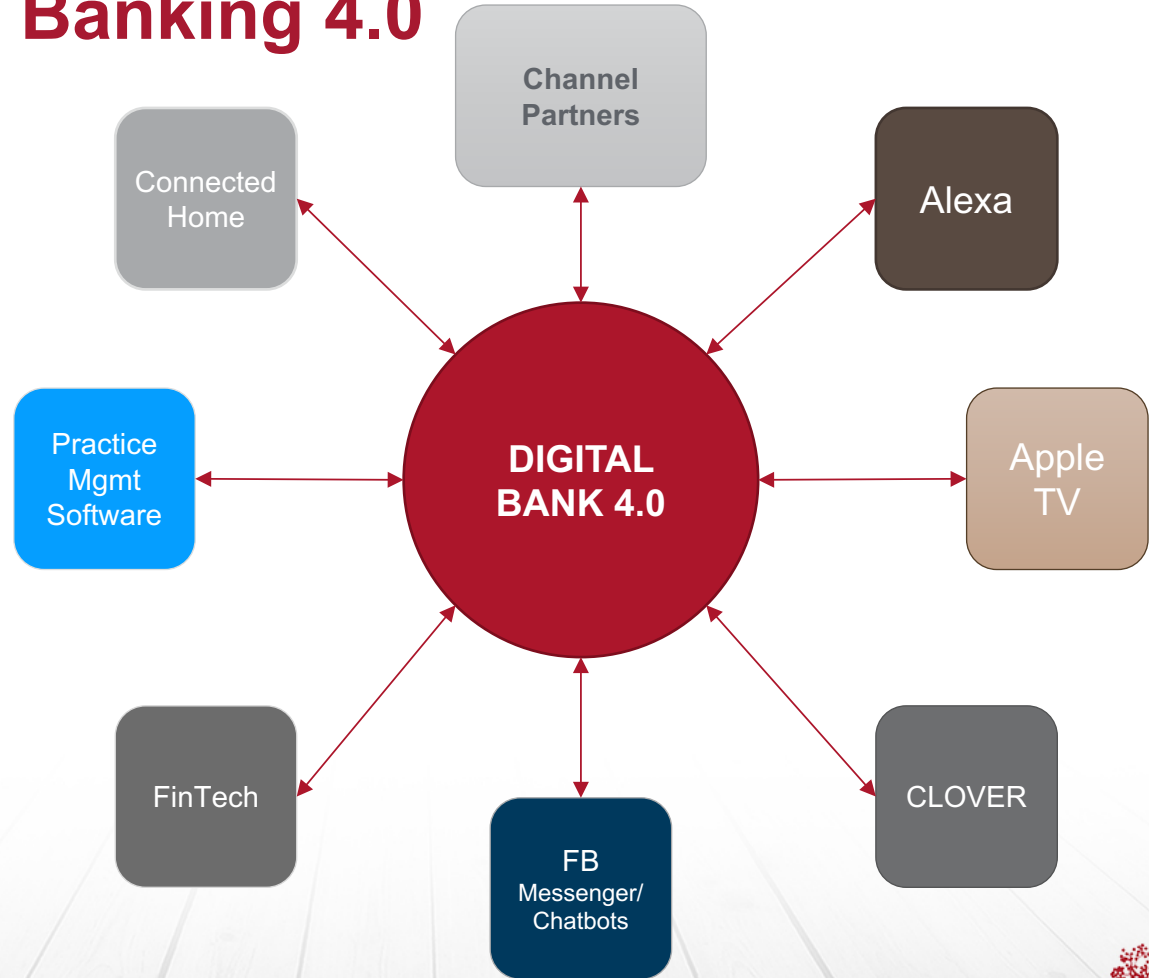 Banking 4.0
Channel
Partners
Connected
Home
Alexa
Practice
Mgmt
Software
DIGITAL
BANK 4.0
Apple
TV
FinTech
CLOVER
FB
Messenger/
Chatbots